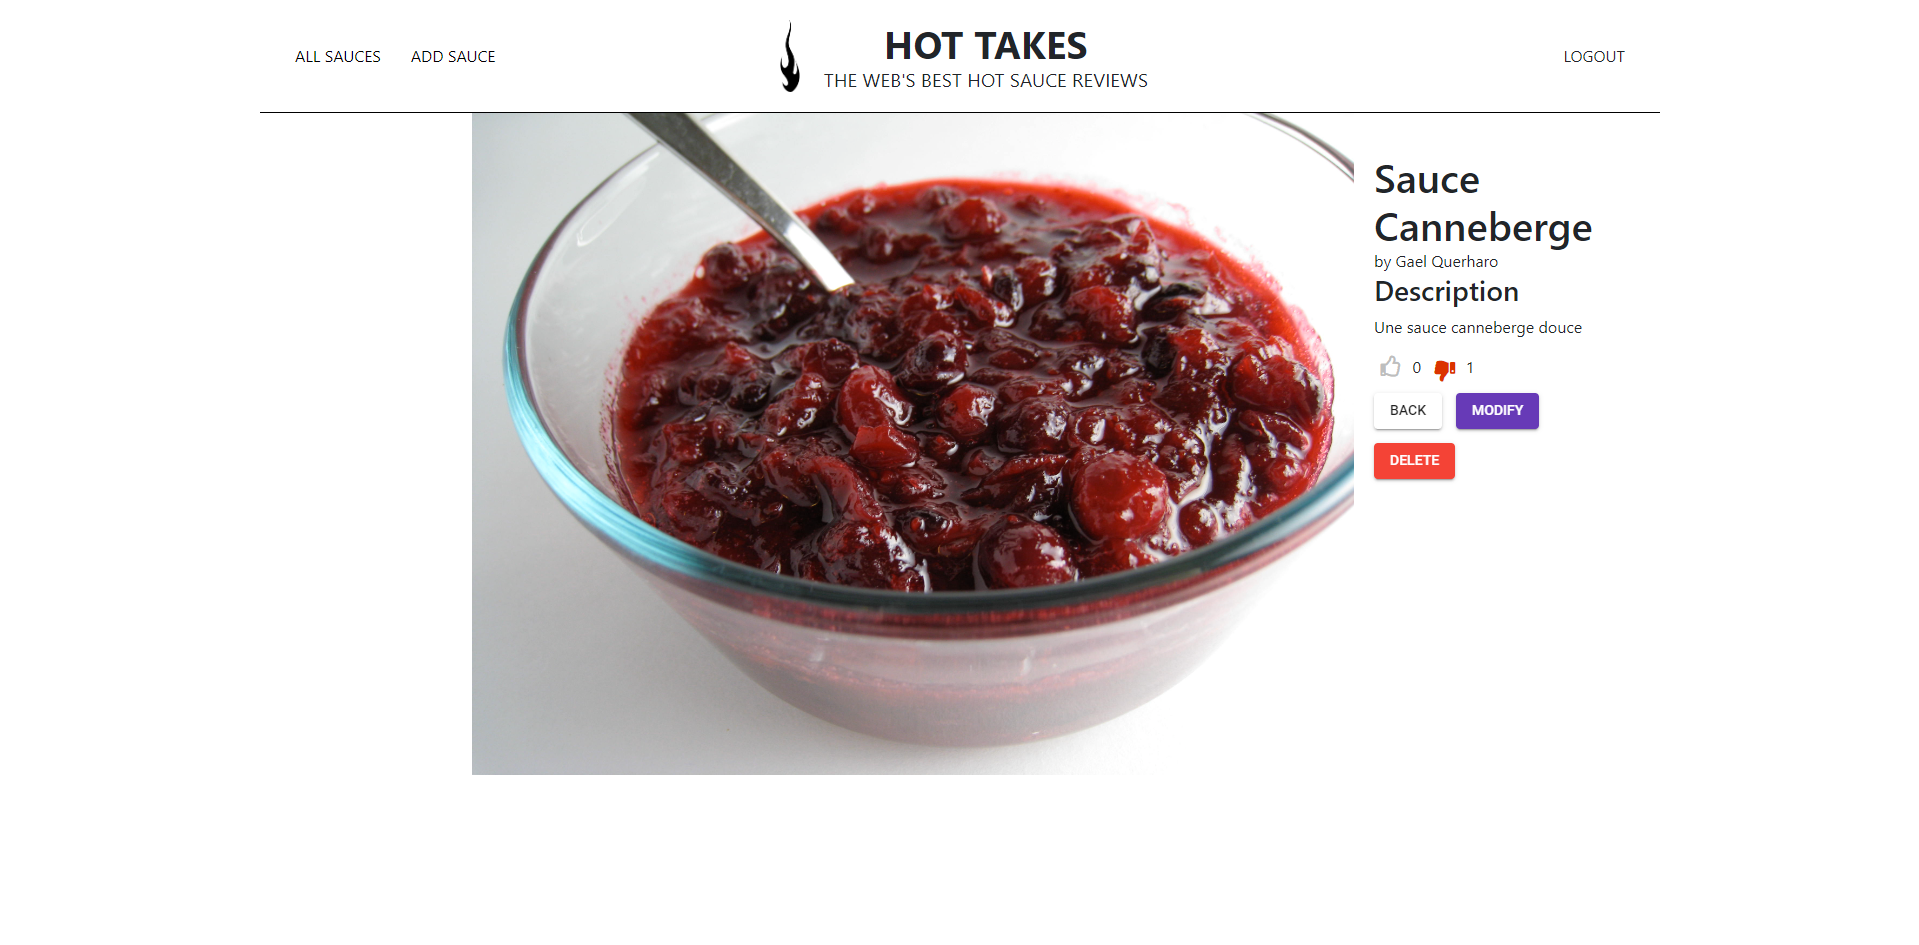 ALL SAUCES
ADD SAUCE
HOT TAKES
THE WEB'S BEST HOT SAUCE REVIEWS
LOGOUT
Sauce
Canneberge
by Gael Querharo
Description
Une sauce canneberge douce
0 1
BACK MODIFY
DELETE